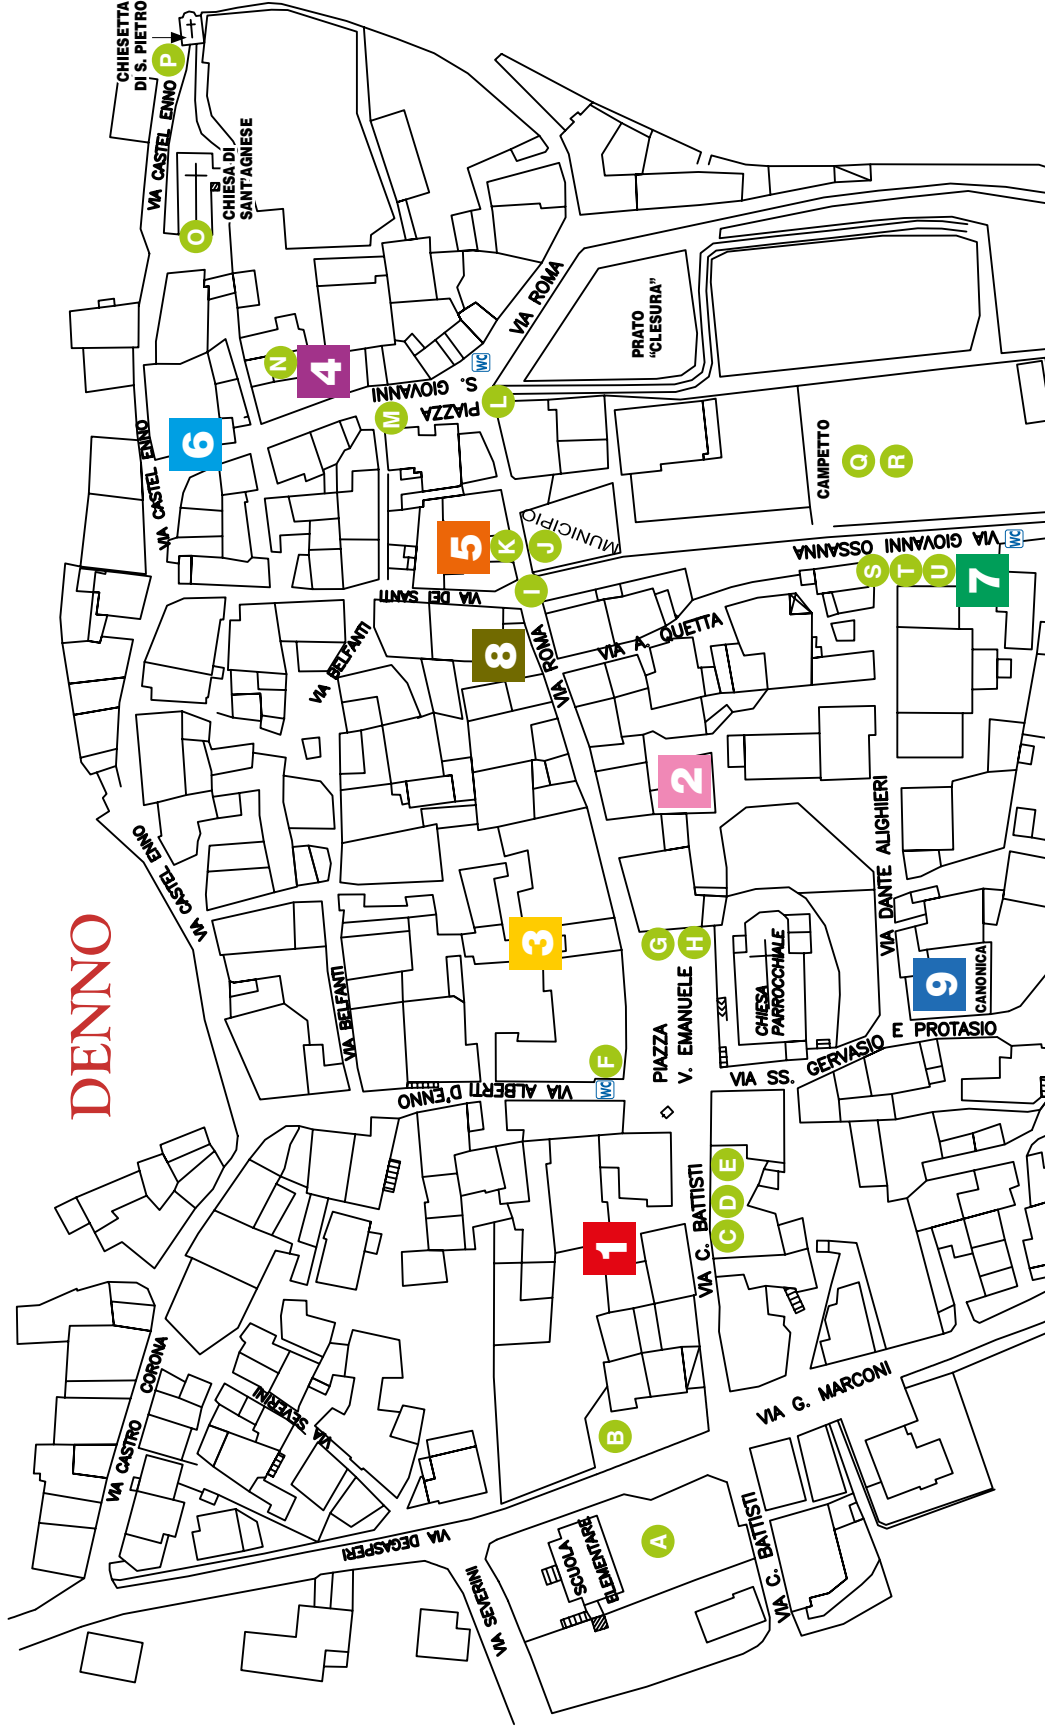 DENNO
CHIESETTA
DI S. PIETRO
P
VIA CASTEL ENNO
O
CHIESA DI
SANT'AGNESE
N
4
6
VIA CASTEL ENNO
VIA CASTEL ENNO
M
PIAZZA
S. GIOVANNI
WC
L
VIA ROMA
PRATO
"CLESURA"
CAMPETTO
Q
R
5
K
J
MUNICIPIO
I
VIA DEI SANTI
8
VIA ROMA
VIA A. QUETTA
VIA GIOVANNI
OSSANNA
WC
S
T
U
7
VIA BELFANTI
VIA BELFANTI
2
3
G
H
PIAZZA
V. EMANUELE
CHIESA
PARROCCHIALE
VIA DANTE ALIGHIERI
9
CANONICA
VIA SS. GERVASIO
E PROTASIO
F
WC
VIA ALBERTI D'ENNO
VIA C. BATTISTI
C
D
E
1
B
VIA G. MARCONI
VIA CASTRO CORONA
VIA SEVERINI
VIA DEGASPERI
SCUOLA
ELEMENTARE
A
VIA C. BATTISTI
VIA SEVERINI